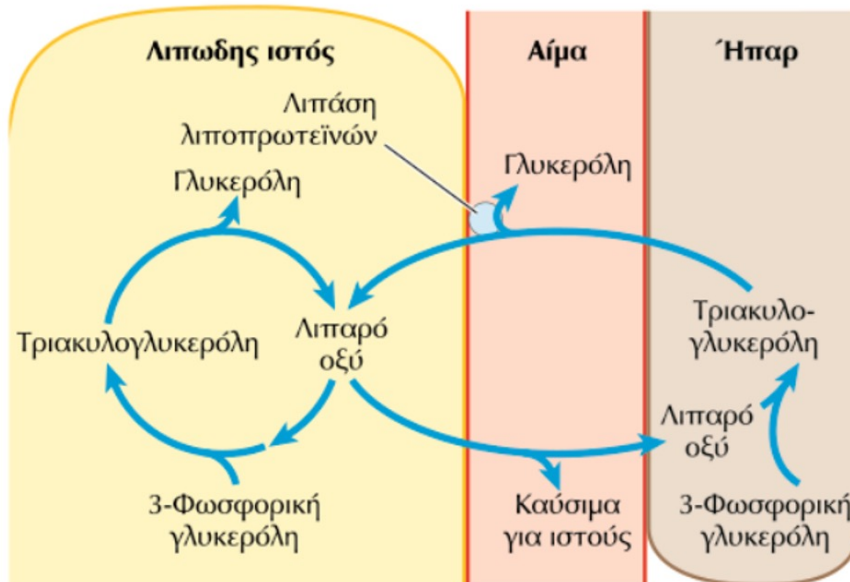 Λιπωδης ιστός
Αίμα
Ήπαρ
Λιπάση
λιποπρωτεϊνών
Γλυκερόλη
Γλυκερόλη
Τριακυλογλυκερόλη
Λιπαρό
οξύ
Τριακυλο-
γλυκερόλη
Λιπαρό
οξύ
3-Φωσφορική
γλυκερόλη
Καύσιμα
για ιστούς
3-Φωσφορική
γλυκερόλη